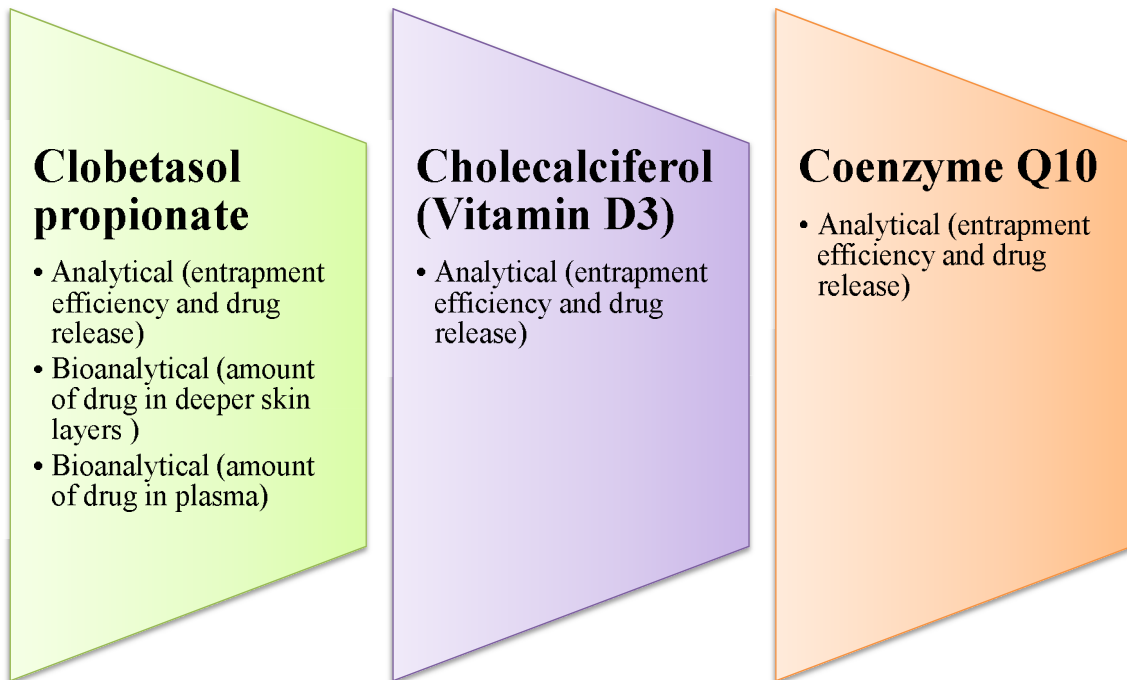 Clobetasol
propionate
• Analytical (entrapment
efficiency and drug
release)
• Bioanalytical (amount
of drug in deeper skin
layers )
• Bioanalytical (amount
of drug in plasma)
Cholecalciferol
(Vitamin D3)
• Analytical (entrapment
efficiency and drug
release)
Coenzyme Q10
• Analytical (entrapment
efficiency and drug
release)